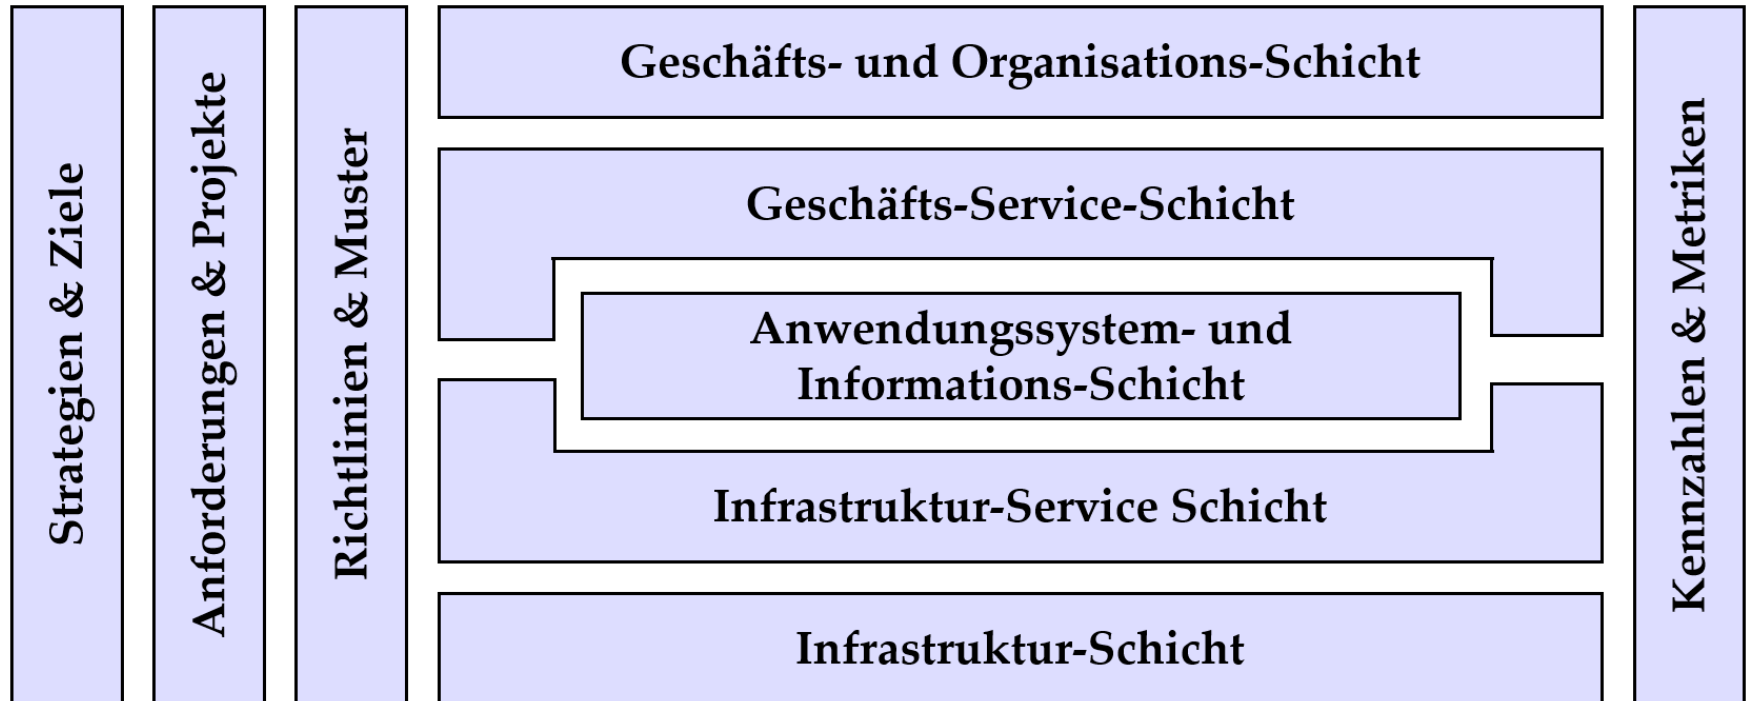 Strategien & Ziele
Anforderungen & Projekte
Richtlinien & Muster
Geschäfts- und Organisations-Schicht
Geschäfts-Service-Schicht
Anwendungssystem- und
Informations-Schicht
Infrastruktur-Service Schicht
Infrastruktur-Schicht
Kennzahlen & Metriken